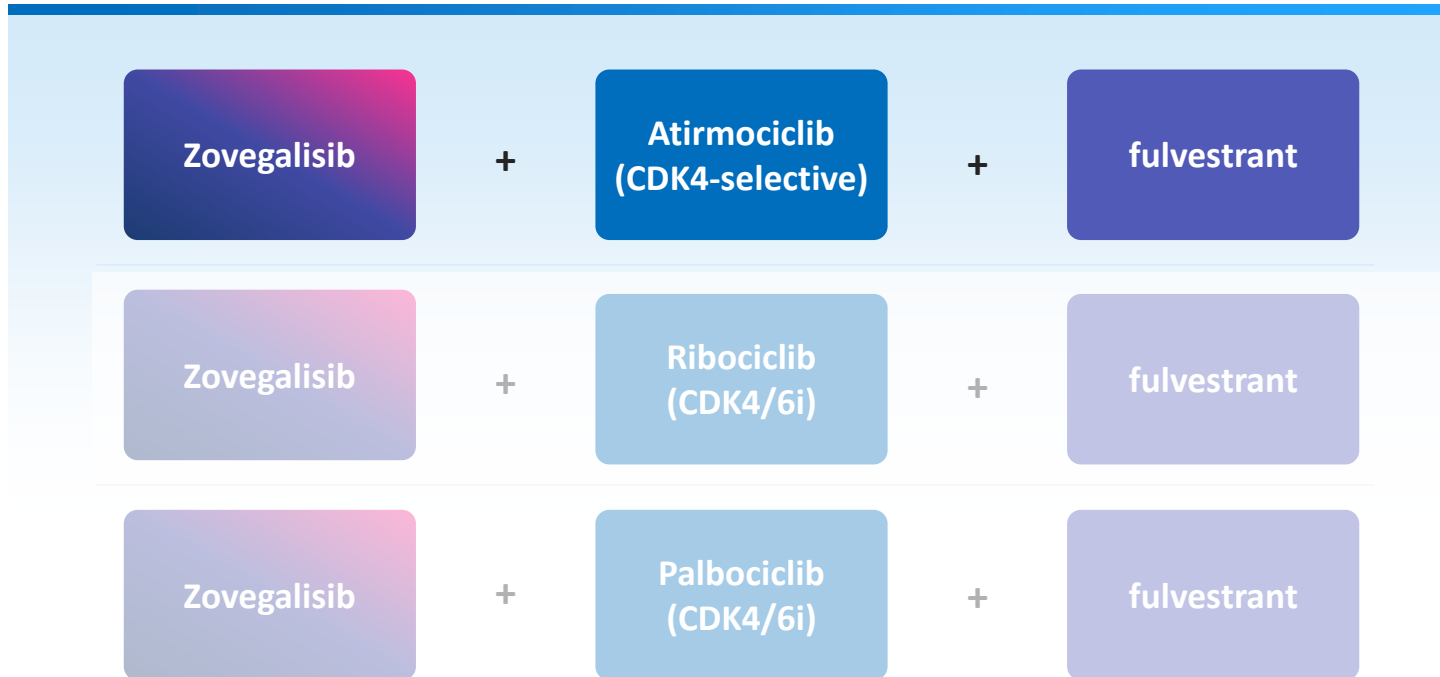 Zovegalisib + Atirmociclib (CDK4-selective) + fulvestrant
Zovegalisib + Ribociclib (CDK4/6i) + fulvestrant
Zovegalisib + Palbociclib (CDK4/6i) + fulvestrant